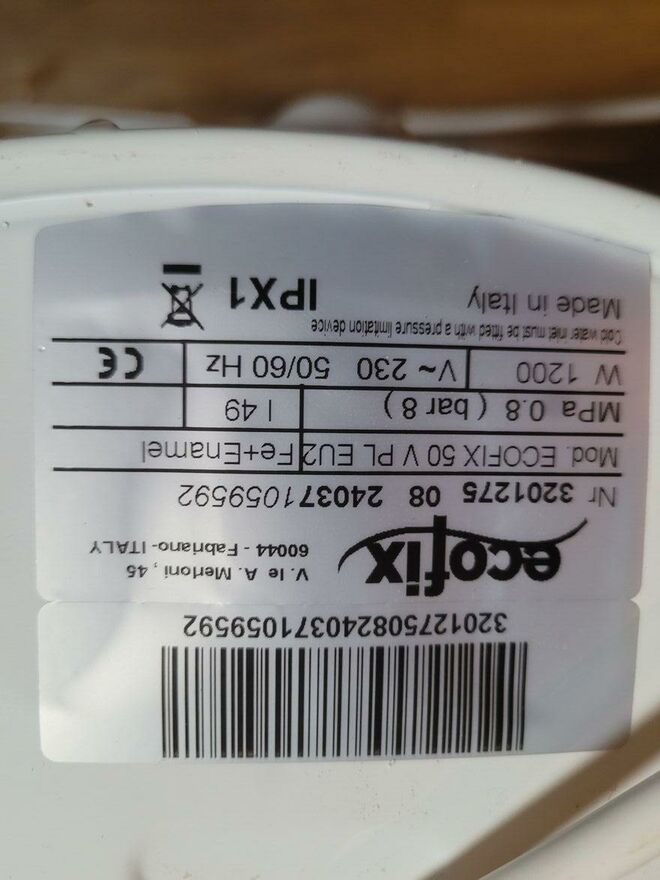 3201275082403710​59592
ecofix
V. le A. Merloni , 45
60044 - Fabriano- ITALY
Nr 3201275 08 240371059592
Mod. ECOFIX 50 V PL EU2 Fe+Enamel
MPa 0.8 ( bar 8 ) l 49
W 1200 V~ 230 50/60 Hz CE
Cold water inlet must be fitted with a pressure limitation device
Made in Italy IPX1